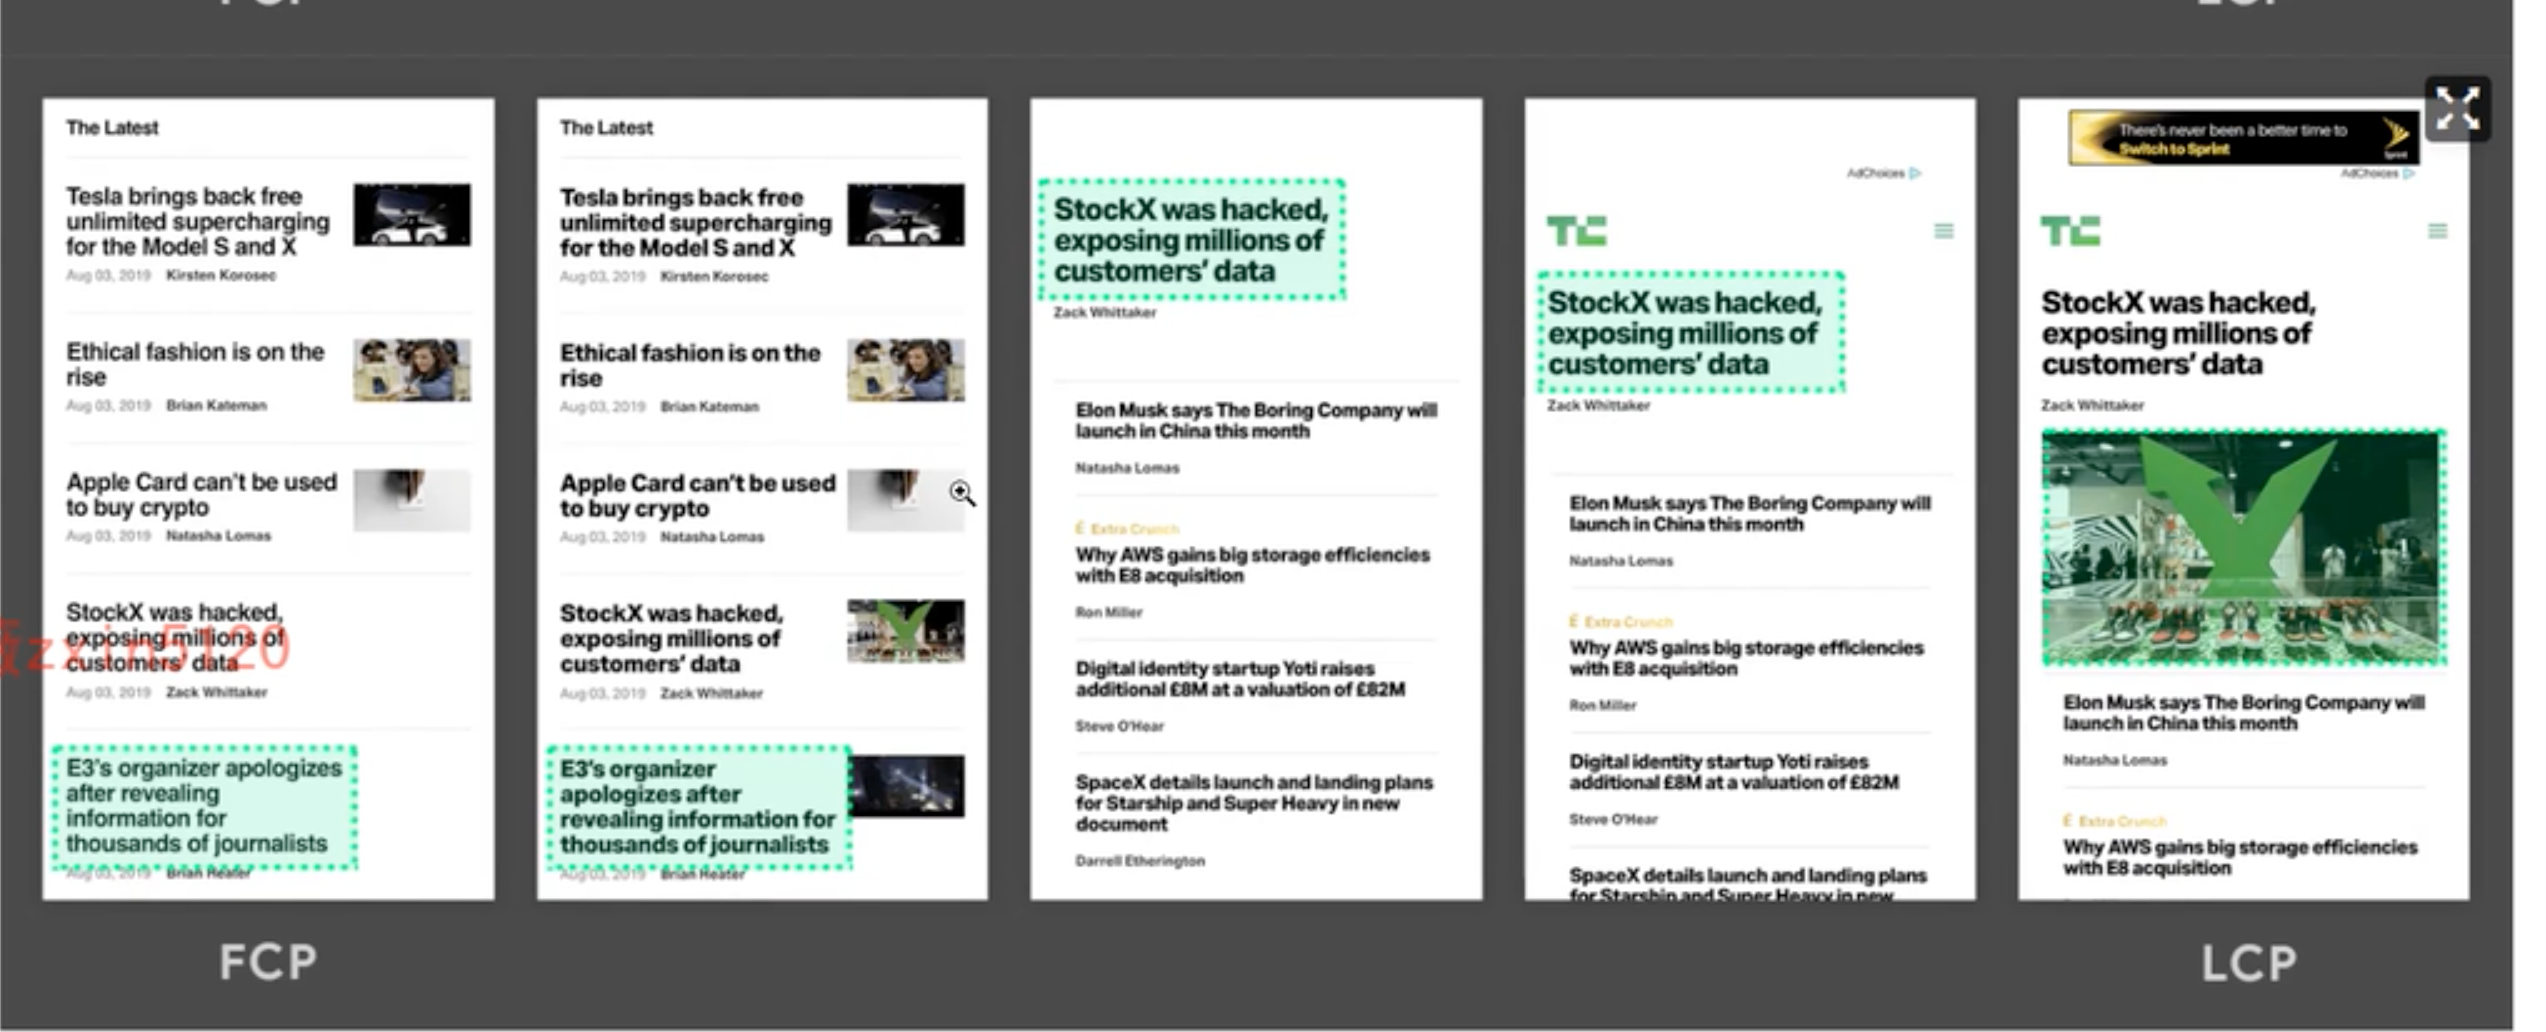 The Latest
Tesla brings back free
unlimited supercharging
for the Model S and X
Aug 03, 2019 Kirsten Korosec
Ethical fashion is on the
rise
Aug 03, 2019 Brian Kateman
Apple Card can't be used
to buy crypto
Aug 03, 2019 Natasha Lomas
StockX was hacked,
exposing millions of
customers' data
zxin5120
Aug 03, 2019 Zack Whittaker
E3's organizer apologizes
after revealing
information for
thousands of journalists
Aug 03, 2019 Brian Heater
FCP
The Latest
Tesla brings back free
unlimited supercharging
for the Model S and X
Aug 03, 2019 Kirsten Korosec
Ethical fashion is on the
rise
Aug 03, 2019 Brian Kateman
Apple Card can't be used
to buy crypto
Aug 03, 2019 Natasha Lomas
StockX was hacked,
exposing millions of
customers' data
Aug 03, 2019 Zack Whittaker
E3's organizer
apologizes after
revealing information for
thousands of journalists
Aug 03, 2019 Brian Heater
StockX was hacked,
exposing millions of
customers' data
Zack Whittaker
Elon Musk says The Boring Company will
launch in China this month
Natasha Lomas
Extra Crunch
Why AWS gains big storage efficiencies
with E8 acquisition
Ron Miller
Digital identity startup Yoti raises
additional £8M at a valuation of £82M
Steve O'Hear
SpaceX details launch and landing plans
for Starship and Super Heavy in new
document
Darrell Etherington
AdChoices
TC
StockX was hacked,
exposing millions of
customers' data
Zack Whittaker
Elon Musk says The Boring Company will
launch in China this month
Natasha Lomas
Extra Crunch
Why AWS gains big storage efficiencies
with E8 acquisition
Ron Miller
Digital identity startup Yoti raises
additional £8M at a valuation of £82M
Steve O'Hear
SpaceX details launch and landing plans
for Starship and Super Heavy in new
There's never been a better time to
Switch to Sprint
Sprint
AdChoices
TC
StockX was hacked,
exposing millions of
customers' data
Zack Whittaker
Elon Musk says The Boring Company will
launch in China this month
Natasha Lomas
Extra Crunch
Why AWS gains big storage efficiencies
with E8 acquisition
LCP